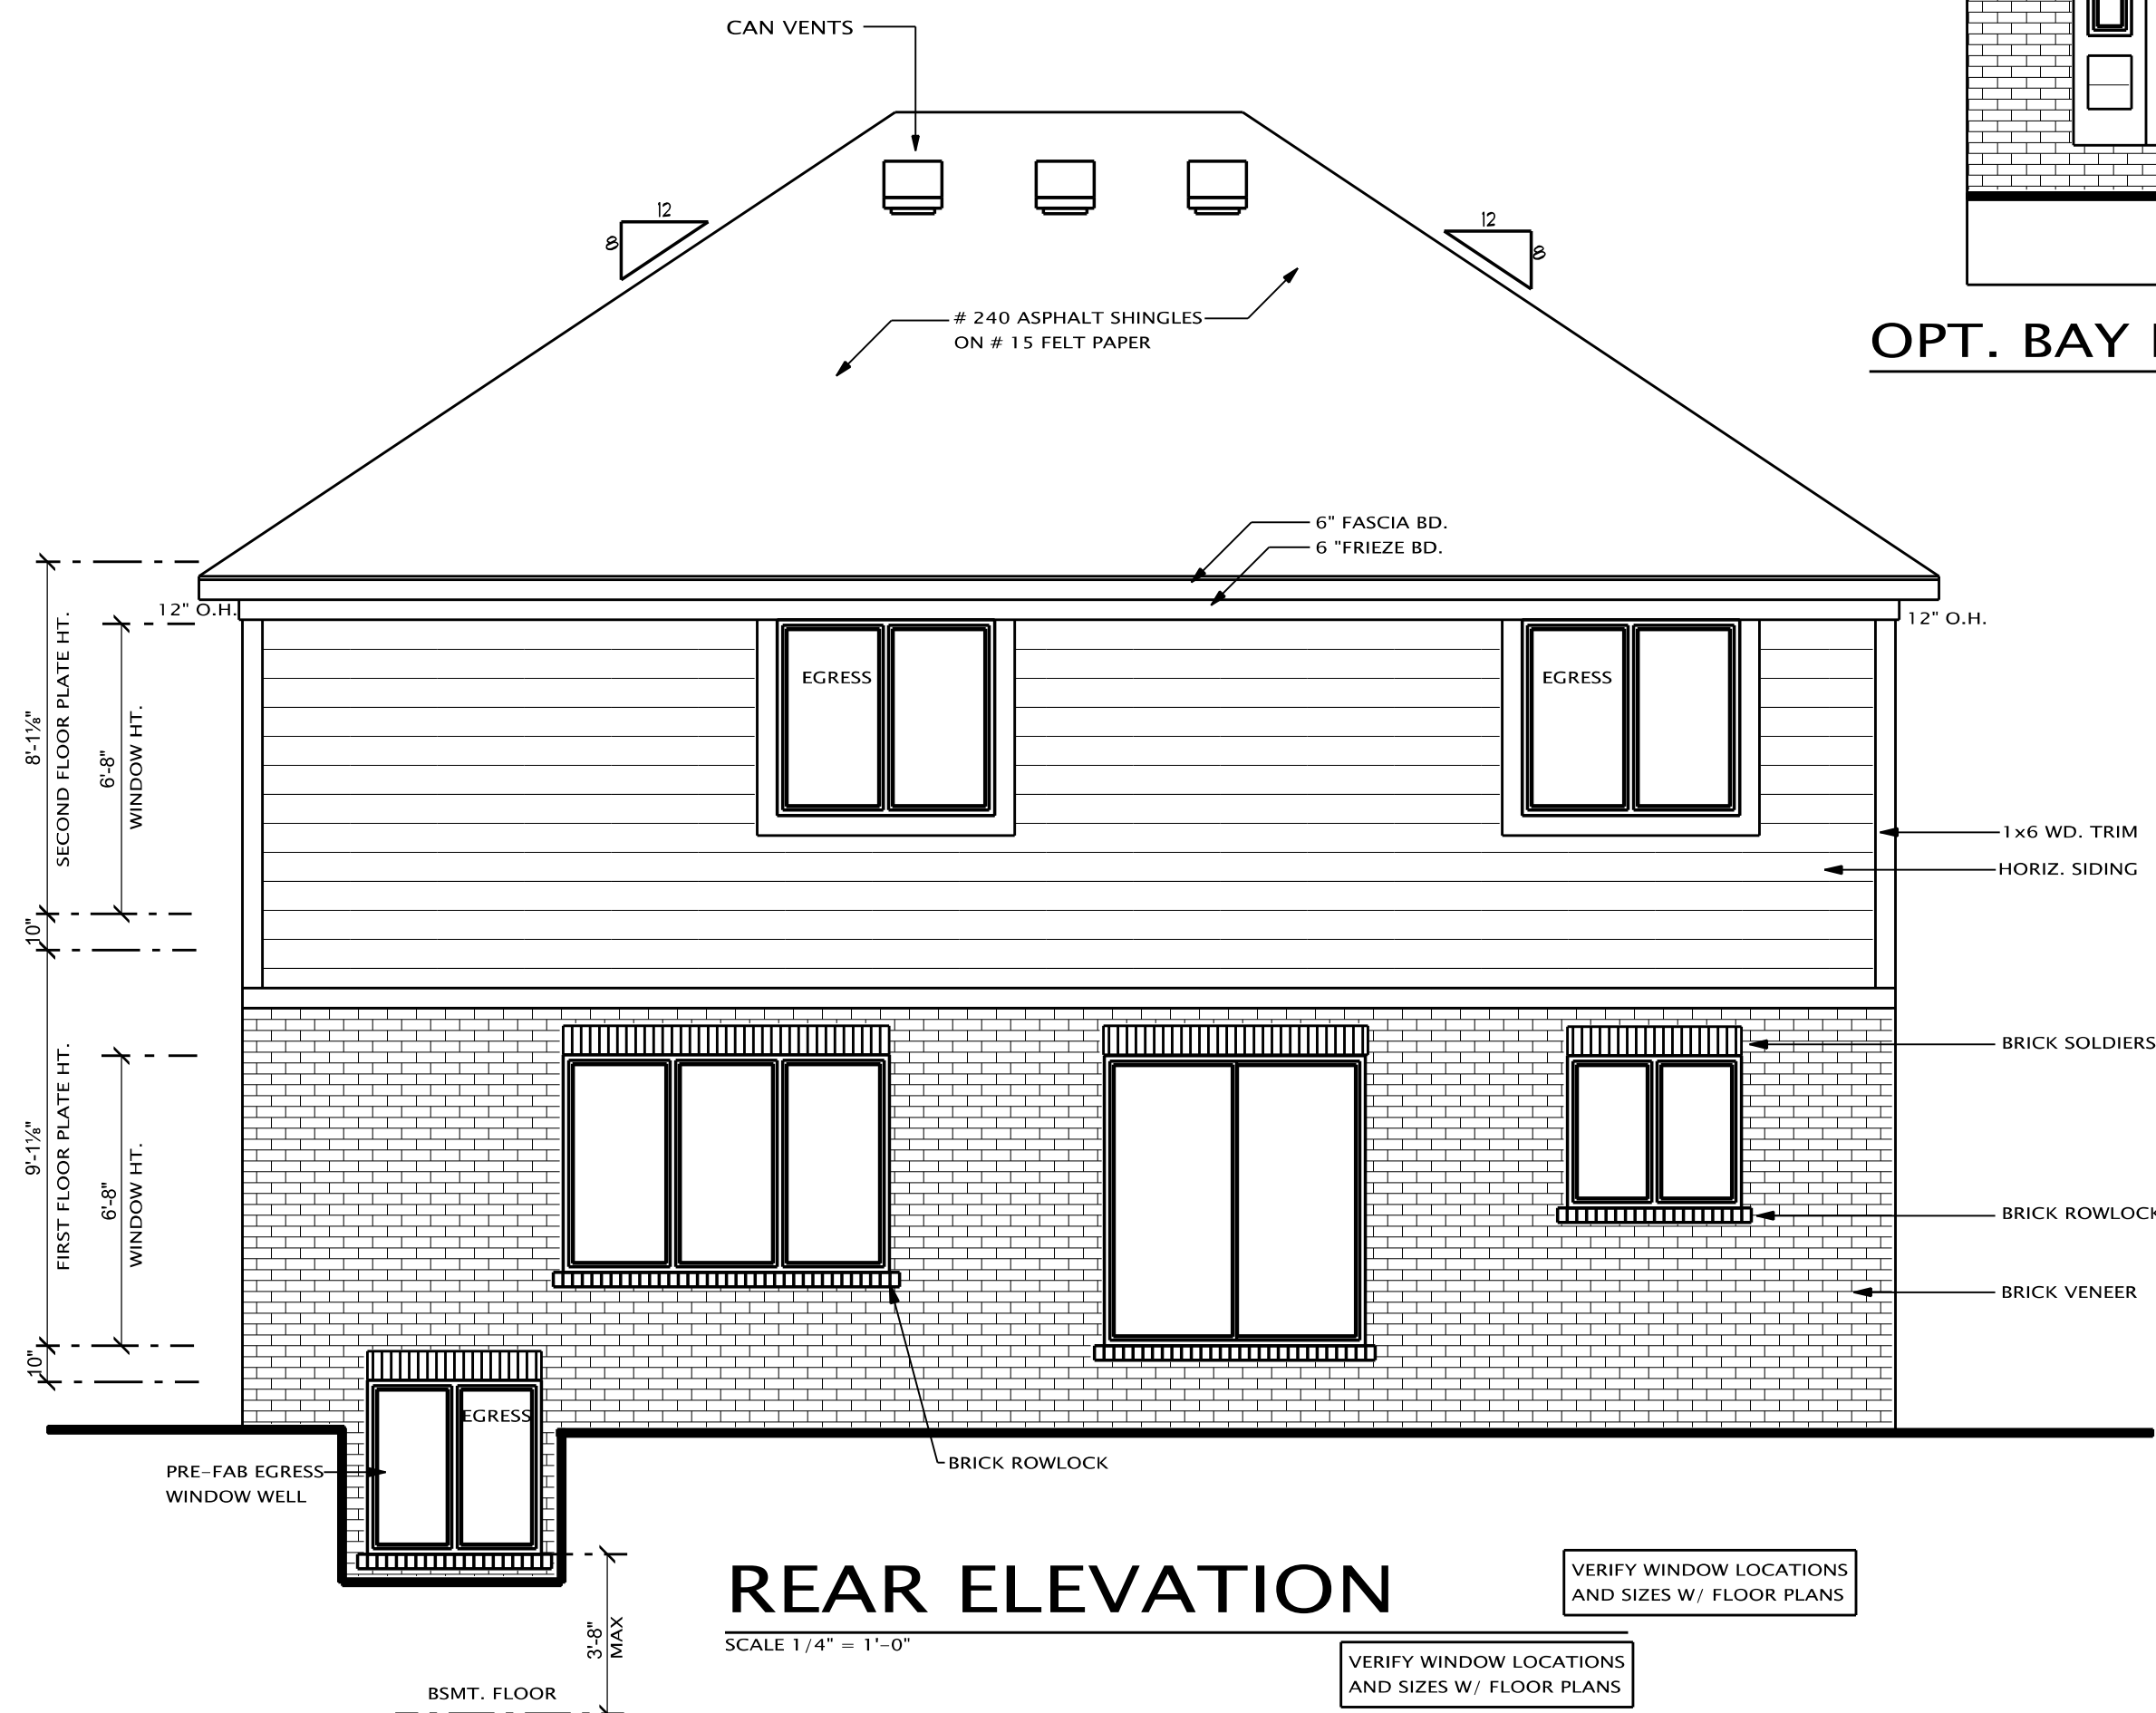 CAN VENTS
12
8
12
8
# 240 ASPHALT SHINGLES
ON # 15 FELT PAPER
OPT. BAY
6" FASCIA BD.
6 "FRIEZE BD.
12" O.H.
12" O.H.
8'-1⅛"
SECOND FLOOR PLATE HT.
6'-8"
WINDOW HT.
EGRESS
EGRESS
1x6 WD. TRIM
HORIZ. SIDING
10"
9'-1⅛"
FIRST FLOOR PLATE HT.
6'-8"
WINDOW HT.
BRICK SOLDIERS
BRICK ROWLOCK
BRICK VENEER
10"
EGRESS
PRE-FAB EGRESS
WINDOW WELL
BRICK ROWLOCK
REAR ELEVATION
SCALE 1/4" = 1'-0"
3'-8"
MAX
BSMT. FLOOR
VERIFY WINDOW LOCATIONS
AND SIZES W/ FLOOR PLANS
VERIFY WINDOW LOCATIONS
AND SIZES W/ FLOOR PLANS